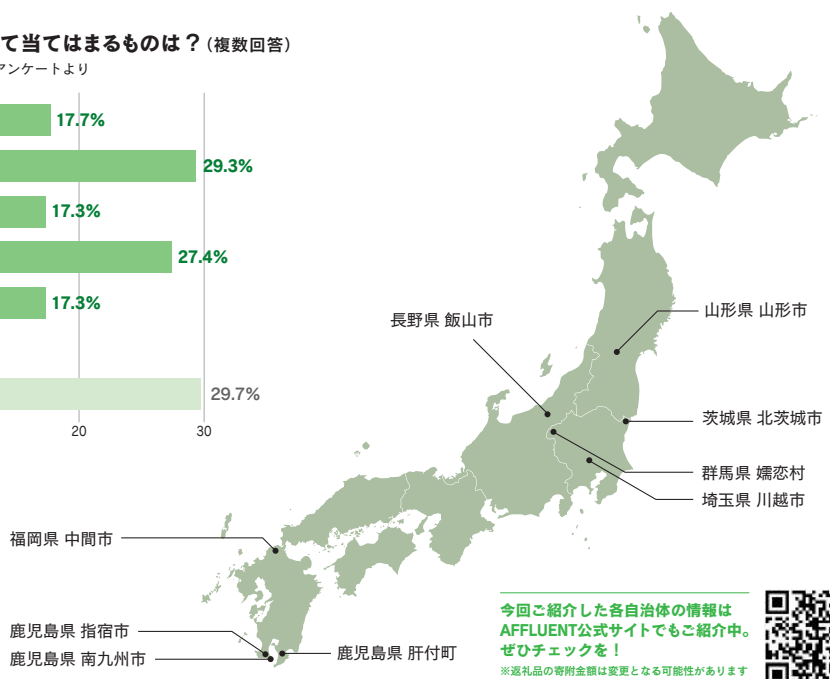 て当てはまるものは？（複数回答）
アンケートより
17.7%
29.3%
17.3%
27.4%
17.3%
29.7%
20
30
長野県 飯山市
山形県 山形市
茨城県 北茨城市
群馬県 嬬恋村
埼玉県 川越市
福岡県 中間市
鹿児島県 指宿市
鹿児島県 南九州市
鹿児島県 肝付町
今回ご紹介した各自治体の情報は
AFFLUENT公式サイトでもご紹介中。
ぜひチェックを！
※返礼品の寄附金額は変更となる可能性があります